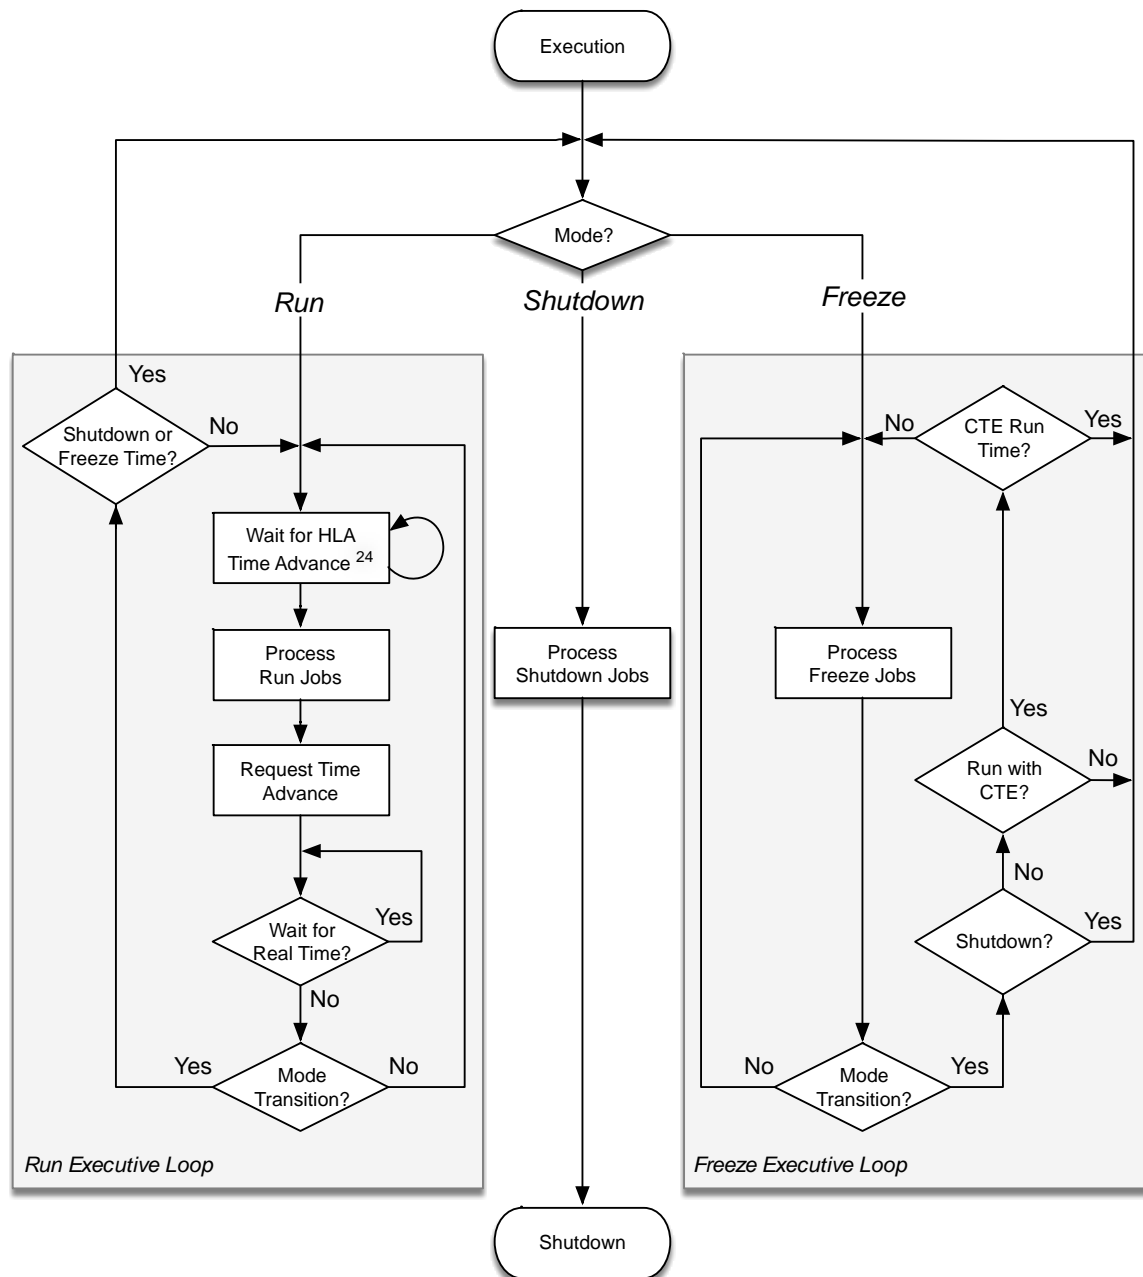 Execution
Mode?
Run
Shutdown
Freeze
Yes
Shutdown or
Freeze Time?
No
Wait for HLA
Time Advance 24
Process
Run Jobs
Request Time
Advance
Wait for
Real Time?
Yes
No
Yes
Mode
Transition?
No
Run Executive Loop
Process
Shutdown Jobs
No
CTE Run
Time?
Yes
Process
Freeze Jobs
Yes
Run with
CTE?
No
No
Shutdown?
Yes
No
Mode
Transition?
Yes
Freeze Executive Loop
Shutdown